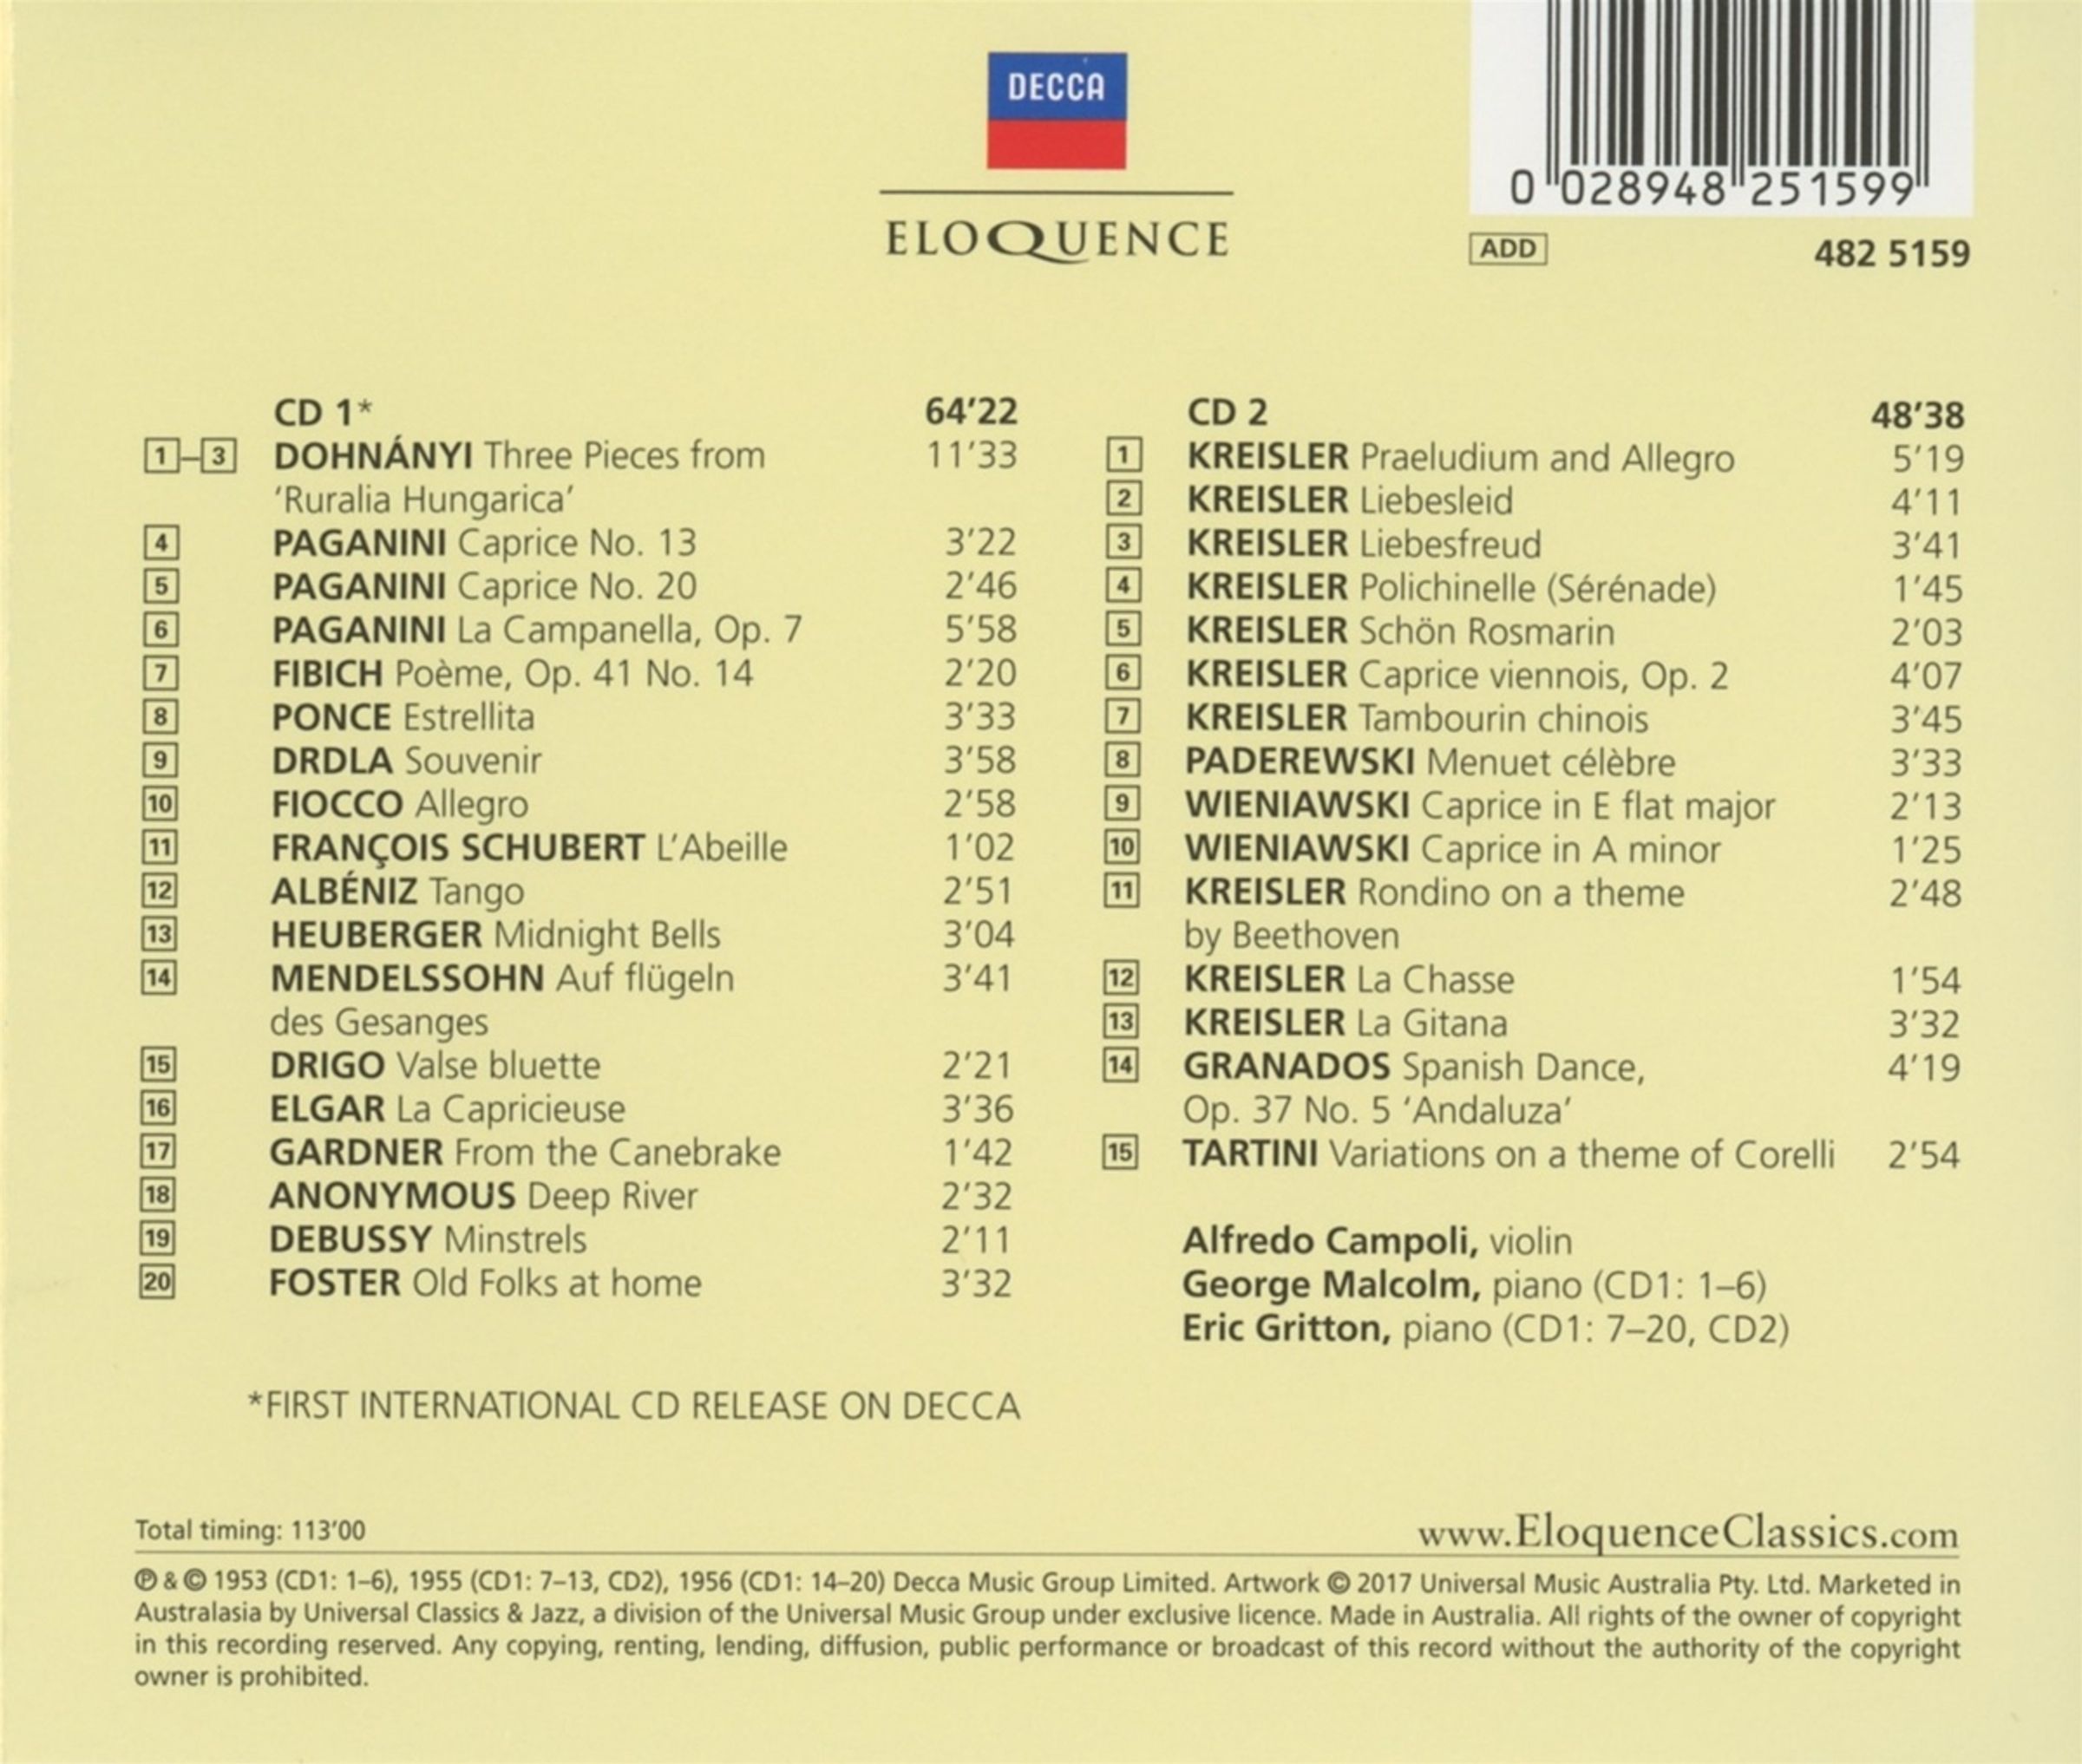 DECCA
ELOQUENCE
0 028948 251599
ADD
482 5159
CD 1* 64’22
1–3 DOHNÁNYI Three Pieces from 11’33
‘Ruralia Hungarica’
4 PAGANINI Caprice No. 13 3’22
5 PAGANINI Caprice No. 20 2’46
6 PAGANINI La Campanella, Op. 7 5’58
7 FIBICH Poème, Op. 41 No. 14 2’20
8 PONCE Estrellita 3’33
9 DRDLA Souvenir 3’58
10 FIOCCO Allegro 2’58
11 FRANÇOIS SCHUBERT L’Abeille 1’02
12 ALBÉNIZ Tango 2’51
13 HEUBERGER Midnight Bells 3’04
14 MENDELSSOHN Auf flügeln 3’41
des Gesanges
15 DRIGO Valse bluette 2’21
16 ELGAR La Capricieuse 3’36
17 GARDNER From the Canebrake 1’42
18 ANONYMOUS Deep River 2’32
19 DEBUSSY Minstrels 2’11
20 FOSTER Old Folks at home 3’32
*FIRST INTERNATIONAL CD RELEASE ON DECCA
CD 2 48’38
1 KREISLER Praeludium and Allegro 5’19
2 KREISLER Liebesleid 4’11
3 KREISLER Liebesfreud 3’41
4 KREISLER Polichinelle (Sérénade) 1’45
5 KREISLER Schön Rosmarin 2’03
6 KREISLER Caprice viennois, Op. 2 4’07
7 KREISLER Tambourin chinois 3’45
8 PADEREWSKI Menuet célèbre 3’33
9 WIENIAWSKI Caprice in E flat major 2’13
10 WIENIAWSKI Caprice in A minor 1’25
11 KREISLER Rondino on a theme 2’48
by Beethoven
12 KREISLER La Chasse 1’54
13 KREISLER La Gitana 3’32
14 GRANADOS Spanish Dance, 4’19
Op. 37 No. 5 ‘Andaluza’
15 TARTINI Variations on a theme of Corelli 2’54
Alfredo Campoli, violin
George Malcolm, piano (CD1: 1–6)
Eric Gritton, piano (CD1: 7–20, CD2)
Total timing: 113’00
www.EloquenceClassics.com
℗ & © 1953 (CD1: 1–6), 1955 (CD1: 7–13, CD2), 1956 (CD1: 14–20) Decca Music Group Limited. Artwork © 2017 Universal Music Australia Pty. Ltd. Marketed in
Australasia by Universal Classics & Jazz, a division of the Universal Music Group under exclusive licence. Made in Australia. All rights of the owner of copyright
in this recording reserved. Any copying, renting, lending, diffusion, public performance or broadcast of this record without the authority of the copyright
owner is prohibited.